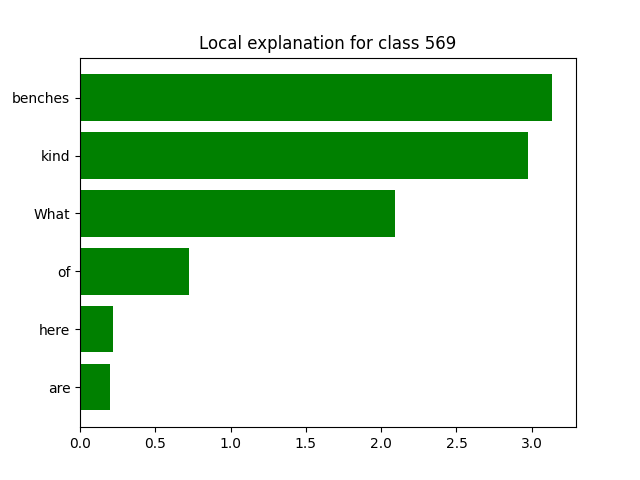 Local explanation for class 569
benches
kind
What
of
here
are
0.0 0.5 1.0 1.5 2.0 2.5 3.0